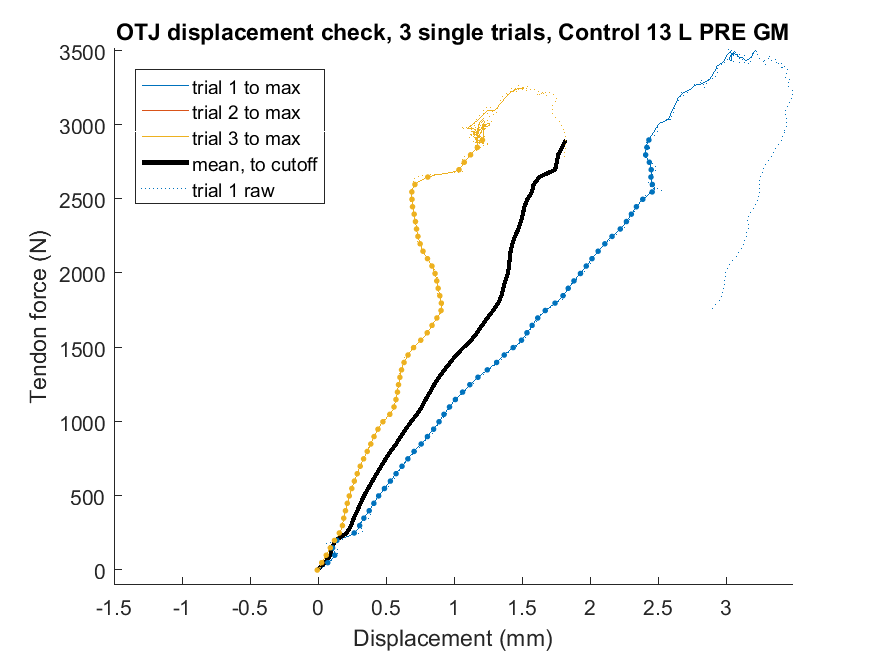 OTJ displacement check, 3 single trials, Control 13 L PRE GM
3500
3000
2500
2000
1500
1000
500
0
Tendon force (N)
trial 1 to max
trial 2 to max
trial 3 to max
mean, to cutoff
trial 1 raw
-1.5 -1 -0.5 0 0.5 1 1.5 2 2.5 3
Displacement (mm)